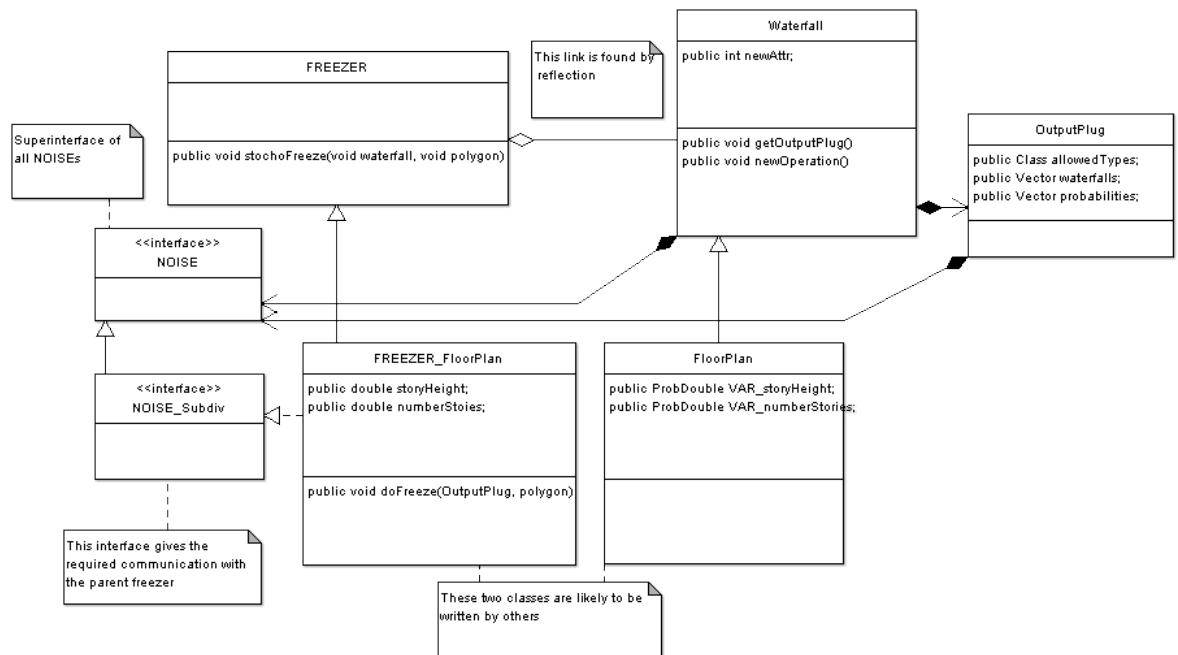 Waterfall
public int newAttr;
public void getOutputPlug()
public void newOperation()
This link is found by
reflection
FREEZER
public void stochoFreeze(void waterfall, void polygon)
Superinterface of
all NOISEs
OutputPlug
public Class allowedTypes;
public Vector waterfalls;
public Vector probabilities;
<<interface>>
NOISE
<<interface>>
NOISE_Subdiv
FREEZER_FloorPlan
public double storyHeight;
public double numberStoies;
public void doFreeze(OutputPlug, polygon)
FloorPlan
public ProbDouble VAR_storyHeight;
public ProbDouble VAR_numberStories;
This interface gives the
required communication with
the parent freezer
These two classes are likely to be
written by others